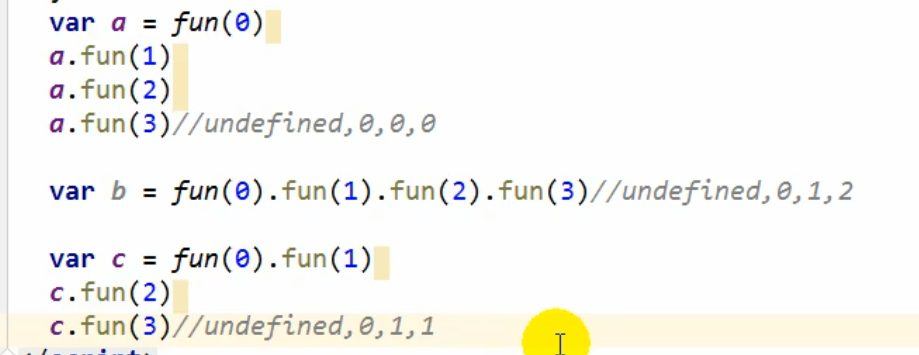 var a = fun(0)
a.fun(1)
a.fun(2)
a.fun(3)//undefined,0,0,0
var b = fun(0).fun(1).fun(2).fun(3)//undefined,0,1,2
var c = fun(0).fun(1)
c.fun(2)
c.fun(3)//undefined,0,1,1